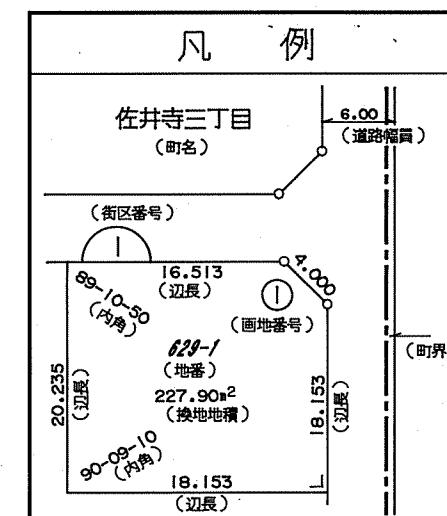 凡 例
佐井寺三丁目
(町名)
6.00
(道路幅員)
(街区番号)
1
16.513
(辺長)
4.000
89-10-50
(内角)
1
(画地番号)
629-1
(地番)
227.90m²
(換地地積)
20.235
(辺長)
18.153
(辺長)
(町界
90-09-10
(内角)
18.153
(辺長)